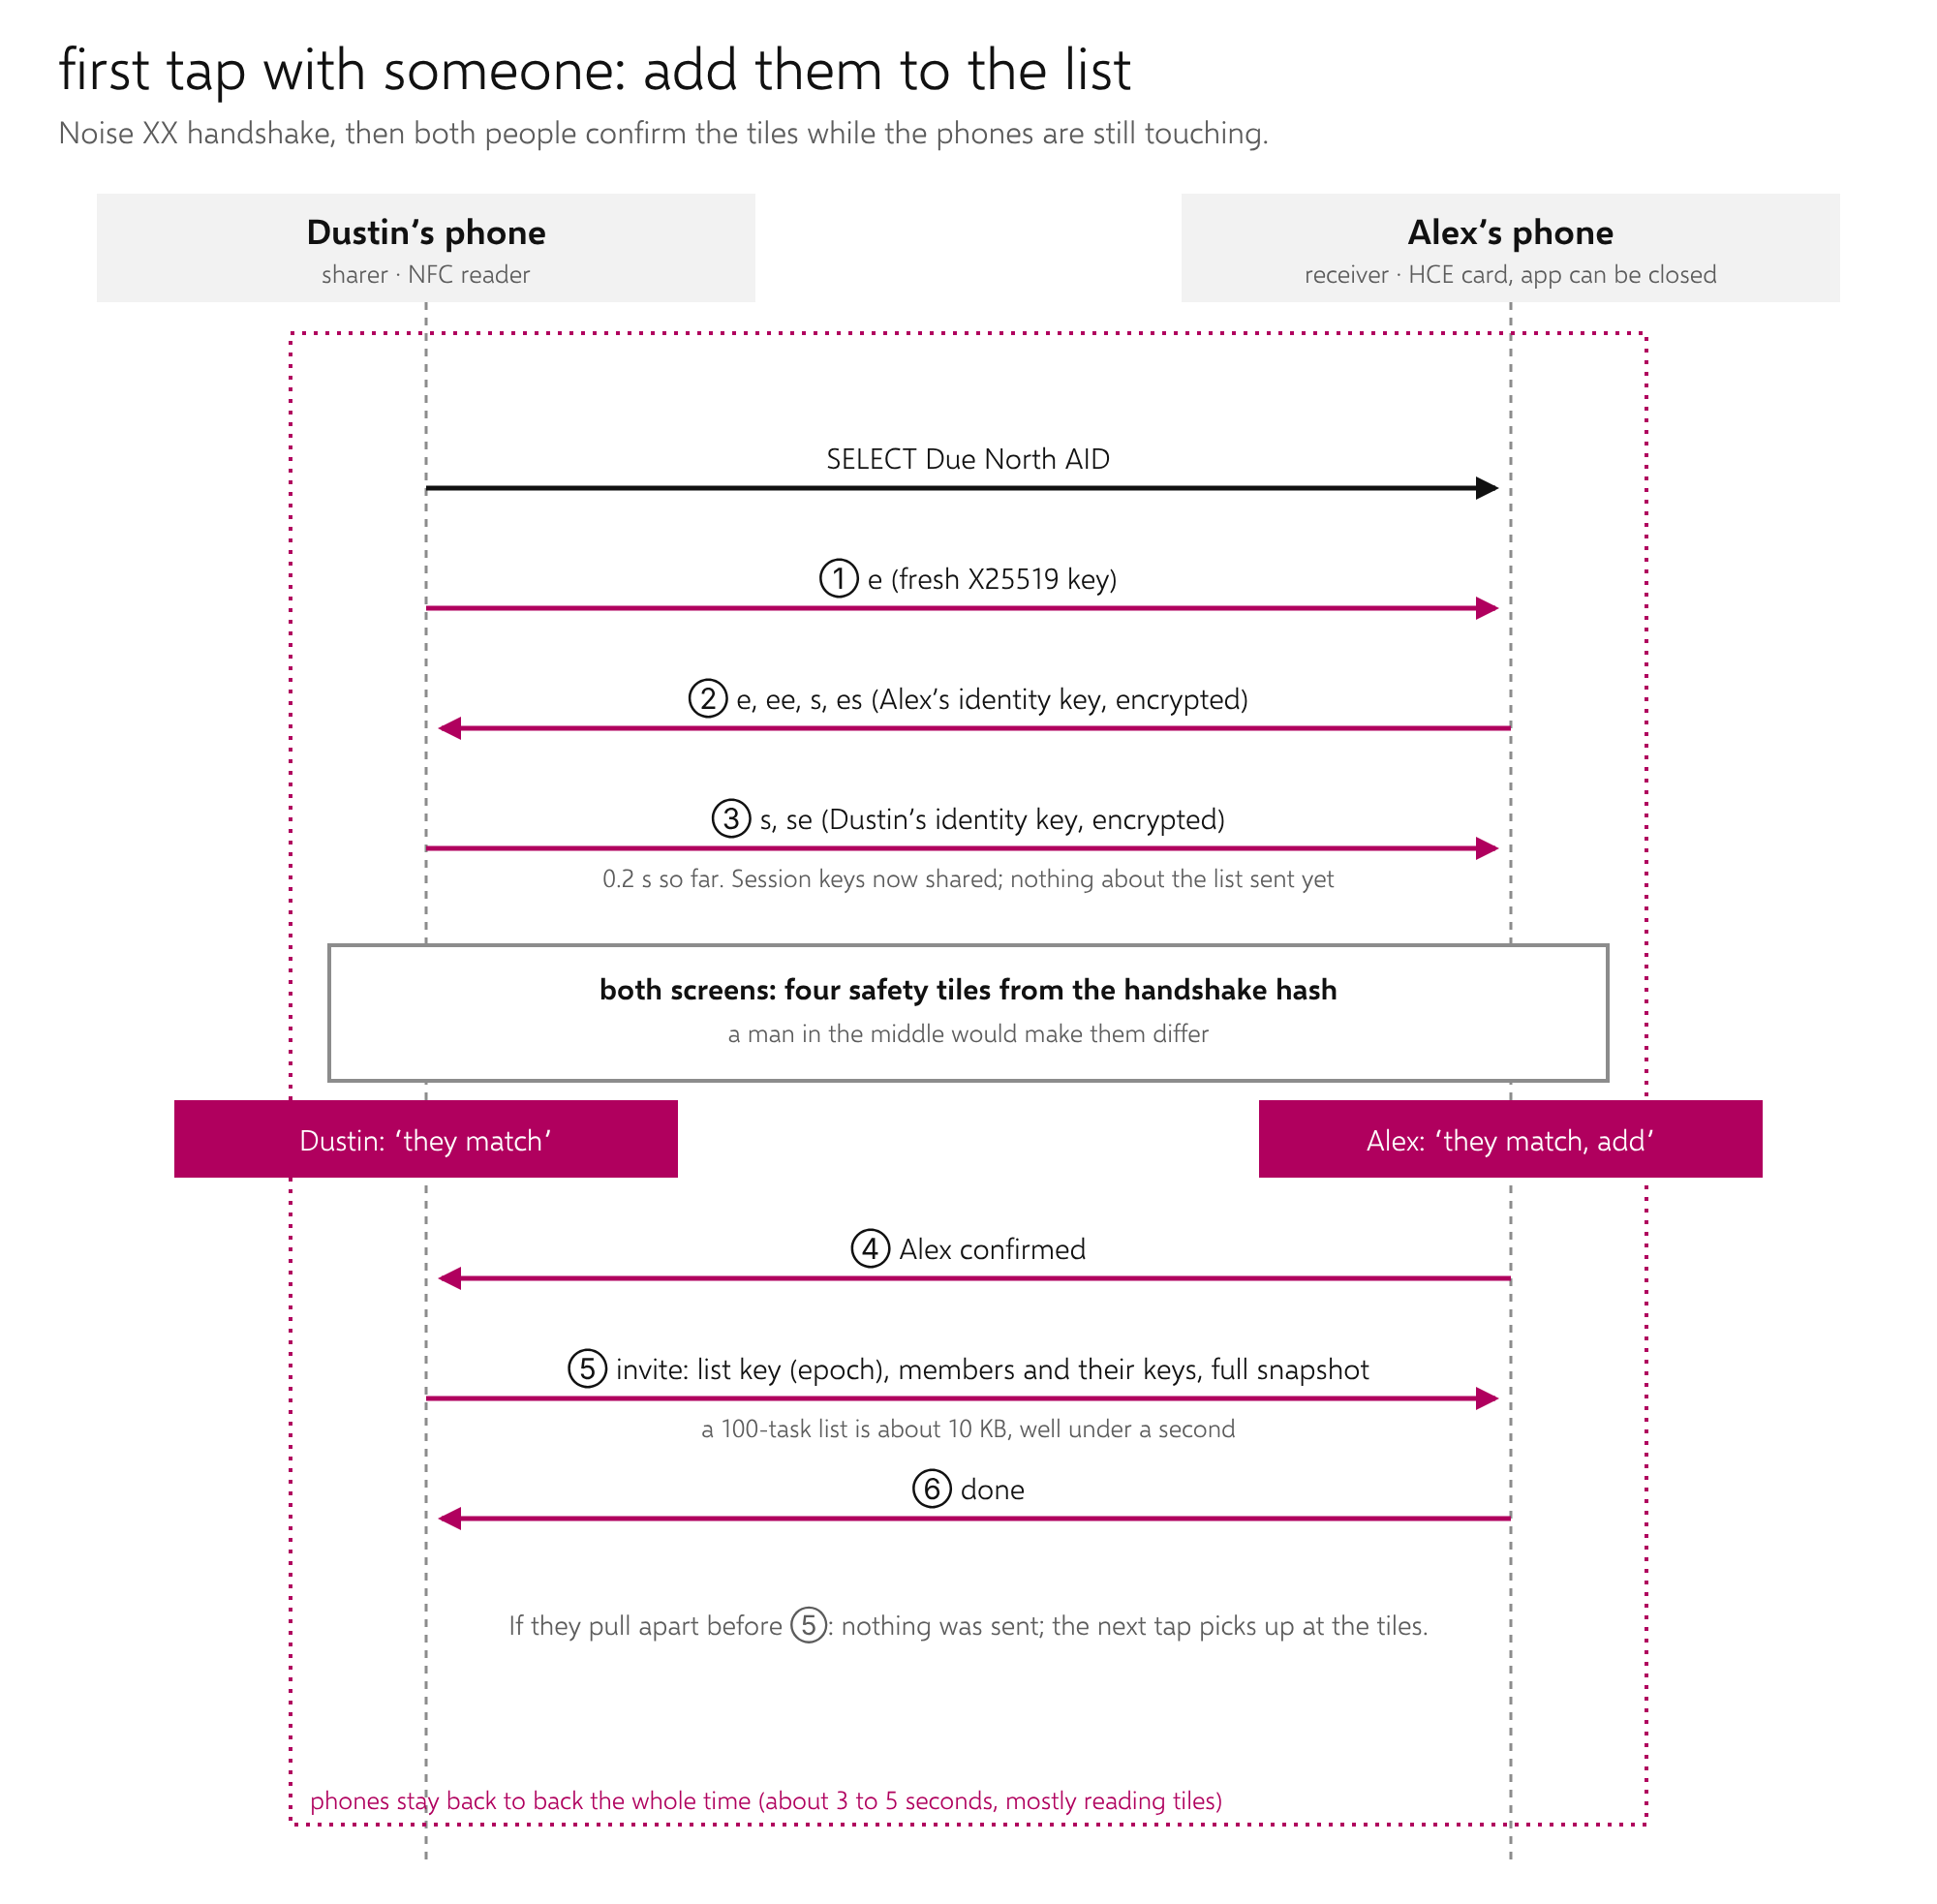 first tap with someone: add them to the list
Noise XX handshake, then both people confirm the tiles while the phones are still touching.
Dustin’s phone
sharer · NFC reader
Alex’s phone
receiver · HCE card, app can be closed
SELECT Due North AID
① e (fresh X25519 key)
② e, ee, s, es (Alex’s identity key, encrypted)
③ s, se (Dustin’s identity key, encrypted)
0.2 s so far. Session keys now shared; nothing about the list sent yet
both screens: four safety tiles from the handshake hash
a man in the middle would make them differ
Dustin: ‘they match’
Alex: ‘they match, add’
④ Alex confirmed
⑤ invite: list key (epoch), members and their keys, full snapshot
a 100-task list is about 10 KB, well under a second
⑥ done
If they pull apart before ⑤: nothing was sent; the next tap picks up at the tiles.
phones stay back to back the whole time (about 3 to 5 seconds, mostly reading tiles)